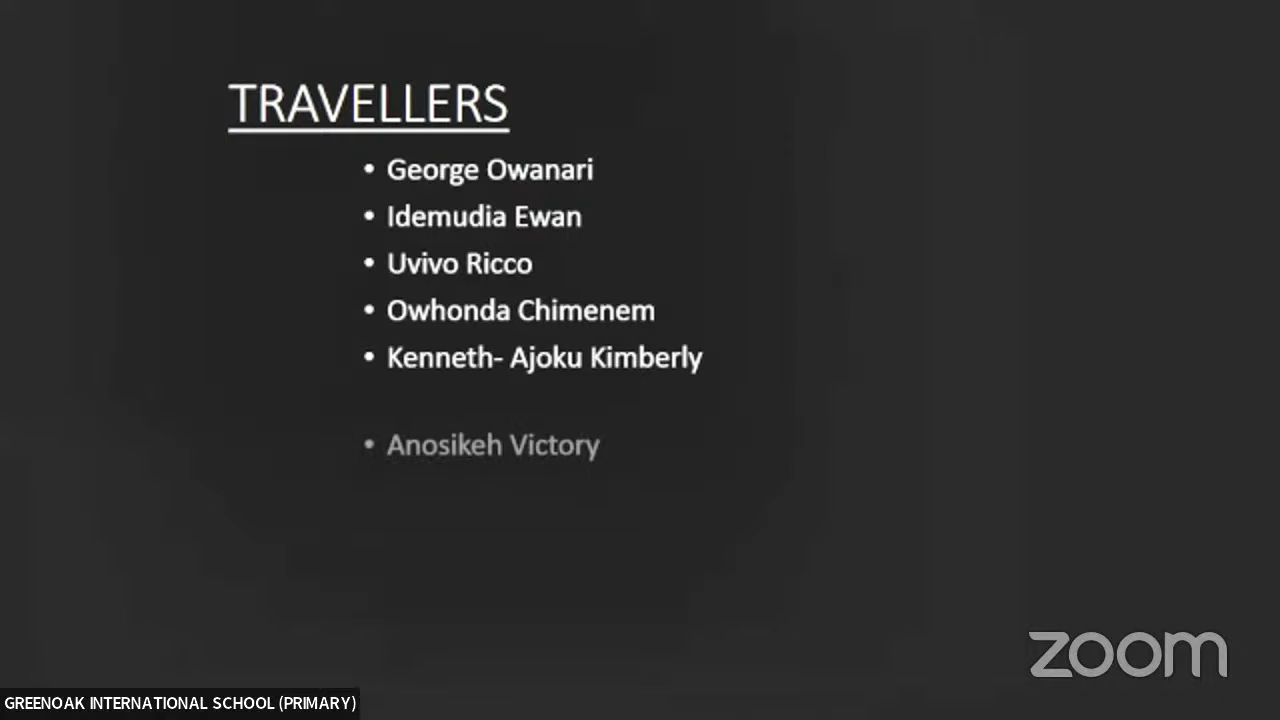 TRAVELLERS
• George Owanari
• Idemudia Ewan
• Uvivo Ricco
• Owhonda Chimenem
• Kenneth- Ajoku Kimberly
• Anosikeh Victory
zoom
GREENOAK INTERNATIONAL SCHOOL (PRIMARY)